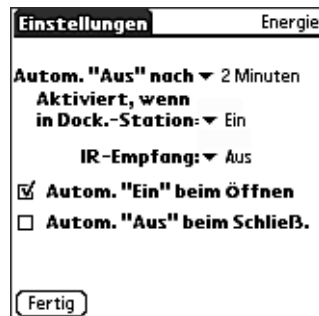 Einstellungen Energie
Autom. "Aus" nach 2 Minuten
Aktiviert, wenn
in Dock.-Station: Ein
IR-Empfang: Aus
Autom. "Ein" beim Öffnen
Autom. "Aus" beim Schließ.
Fertig